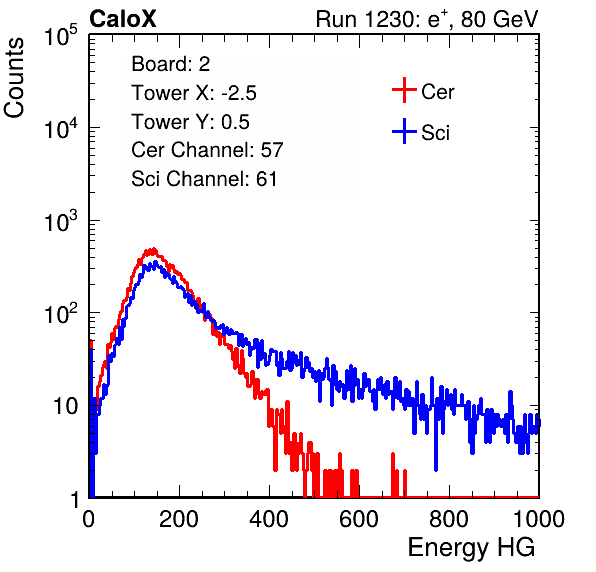 CaloX Run 1230: e⁺, 80 GeV
Board: 2
Tower X: -2.5
Tower Y: 0.5
Cer Channel: 57
Sci Channel: 61
Cer
Sci
Counts
10⁵
10⁴
10³
10²
10
1
0 200 400 600 800 1000
Energy HG